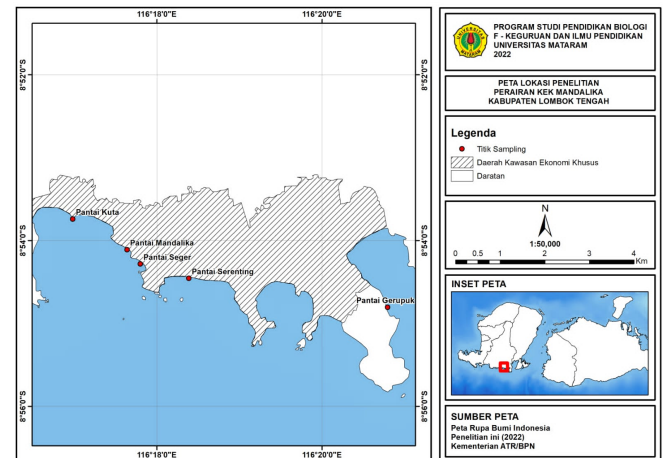 116°18'0"E
116°20'0"E
8°52'0"S
8°52'0"S
8°54'0"S
8°54'0"S
8°56'0"S
8°56'0"S
116°18'0"E
116°20'0"E
Pantai Kuta
Pantai Mandalika
Pantai Seger
Pantai Serenting
Pantai Gerupuk
PROGRAM STUDI PENDIDIKAN BIOLOGI
F - KEGURUAN DAN ILMU PENDIDIKAN
UNIVERSITAS MATARAM
2022
PETA LOKASI PENELITIAN
PERAIRAN KEK MANDALIKA
KABUPATEN LOMBOK TENGAH
Legenda
Titik Sampling
Daerah Kawasan Ekonomi Khusus
Daratan
N
1:50,000
0 0.5 1 2 3 4
Km
INSET PETA
SUMBER PETA
Peta Rupa Bumi Indonesia
Penelitian ini (2022)
Kementerian ATR/BPN